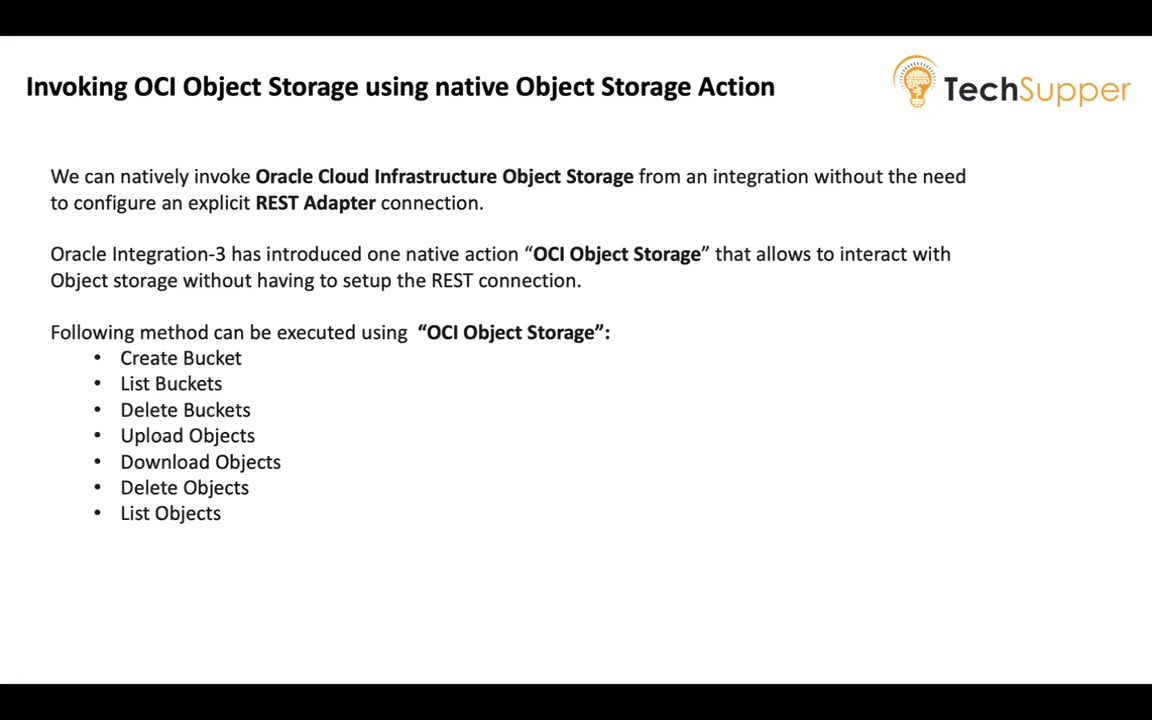 Invoking OCI Object Storage using native Object Storage Action
TechSupper
We can natively invoke Oracle Cloud Infrastructure Object Storage from an integration without the need
to configure an explicit REST Adapter connection.
Oracle Integration-3 has introduced one native action “OCI Object Storage” that allows to interact with
Object storage without having to setup the REST connection.
Following method can be executed using “OCI Object Storage”:
• Create Bucket
• List Buckets
• Delete Buckets
• Upload Objects
• Download Objects
• Delete Objects
• List Objects